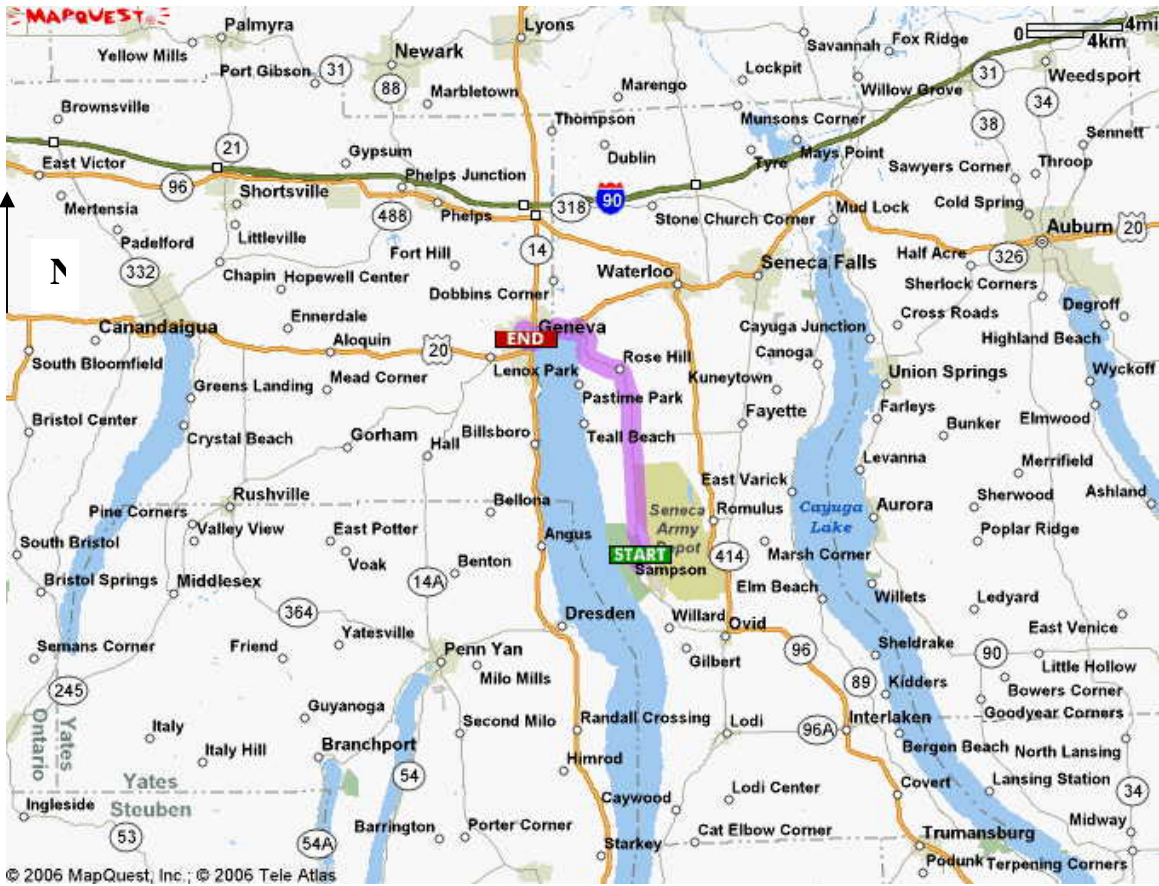 MAPQUEST
Palmyra
Lyons
0 4mi
4km
Yellow Mills
Newark
Savannah
Fox Ridge
Port Gibson
31
Lockpit
31
Weedsport
88
Marbletown
Marengo
Willow Grove
34
Brownsville
Munsons Corner
38
Thompson
Sennett
21
Gypsum
Dublin
Tyre
Mays Point
East Victor
Sawyers Corner
Throop
96
Shortsville
Phelps Junction
90
Mertensia
488
Phelps
318
Stone Church Corner
Mud Lock
Cold Spring
Auburn
20
Padelford
Littleville
14
Half Acre
326
N
332
Chapin
Hopewell Center
Fort Hill
Waterloo
Seneca Falls
Sherlock Corners
Dobbins Corner
Degroff
Canandaigua
Ennerdale
END
Geneva
Cayuga Junction
Cross Roads
Highland Beach
Aloquin
20
South Bloomfield
Rose Hill
Canoga
Lenox Park
Union Springs
Wyckoff
Greens Landing
Mead Corner
Kuneytown
Pastime Park
Bristol Center
Fayette
Farleys
Elmwood
Crystal Beach
Gorham
Hall
Billsboro
Teall Beach
Bunker
Levanna
Merrifield
East Varick
Rushville
Bellona
Seneca
Army
Depot
Romulus
Cayuga
Lake
Aurora
Sherwood
Ashland
Pine Corners
Valley View
East Potter
Poplar Ridge
South Bristol
Voak
Angus
START
414
Marsh Corner
Benton
Sampson
Bristol Springs
Middlesex
14A
Elm Beach
Willets
364
Dresden
Willard
Ledyard
Yatesville
Ovid
East Venice
Semans Corner
Friend
Penn Yan
Gilbert
96
Sheldrake
90
Little Hollow
Milo Mills
89
Kidders
Bowers Corner
245
Guyanoga
Second Milo
Randall Crossing
Lodi
96A
Interlaken
Goodyear Corners
Ontario
Yates
Italy
Italy Hill
Branchport
Bergen Beach
North Lansing
54
Himrod
Yates
Steuben
Lodi Center
Covert
Lansing Station
34
Ingleside
Caywood
53
54A
Barrington
Porter Corner
Cat Elbow Corner
Trumansburg
Midway
Starkey
Podunk
Terpening Corners
© 2006 MapQuest, Inc.; © 2006 Tele Atlas